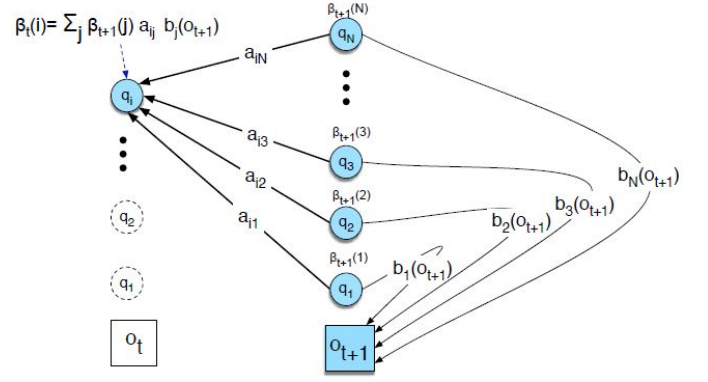 βt+1(N)
βt(i)= Σj βt+1(j) aij bj(ot+1)
qN
aiN
qi
βt+1(3)
ai3
q3
bN(ot+1)
ai2
βt+1(2)
b3(ot+1)
q2
ai1
q2
b2(ot+1)
βt+1(1)
b1(ot+1)
q1
q1
ot
ot+1